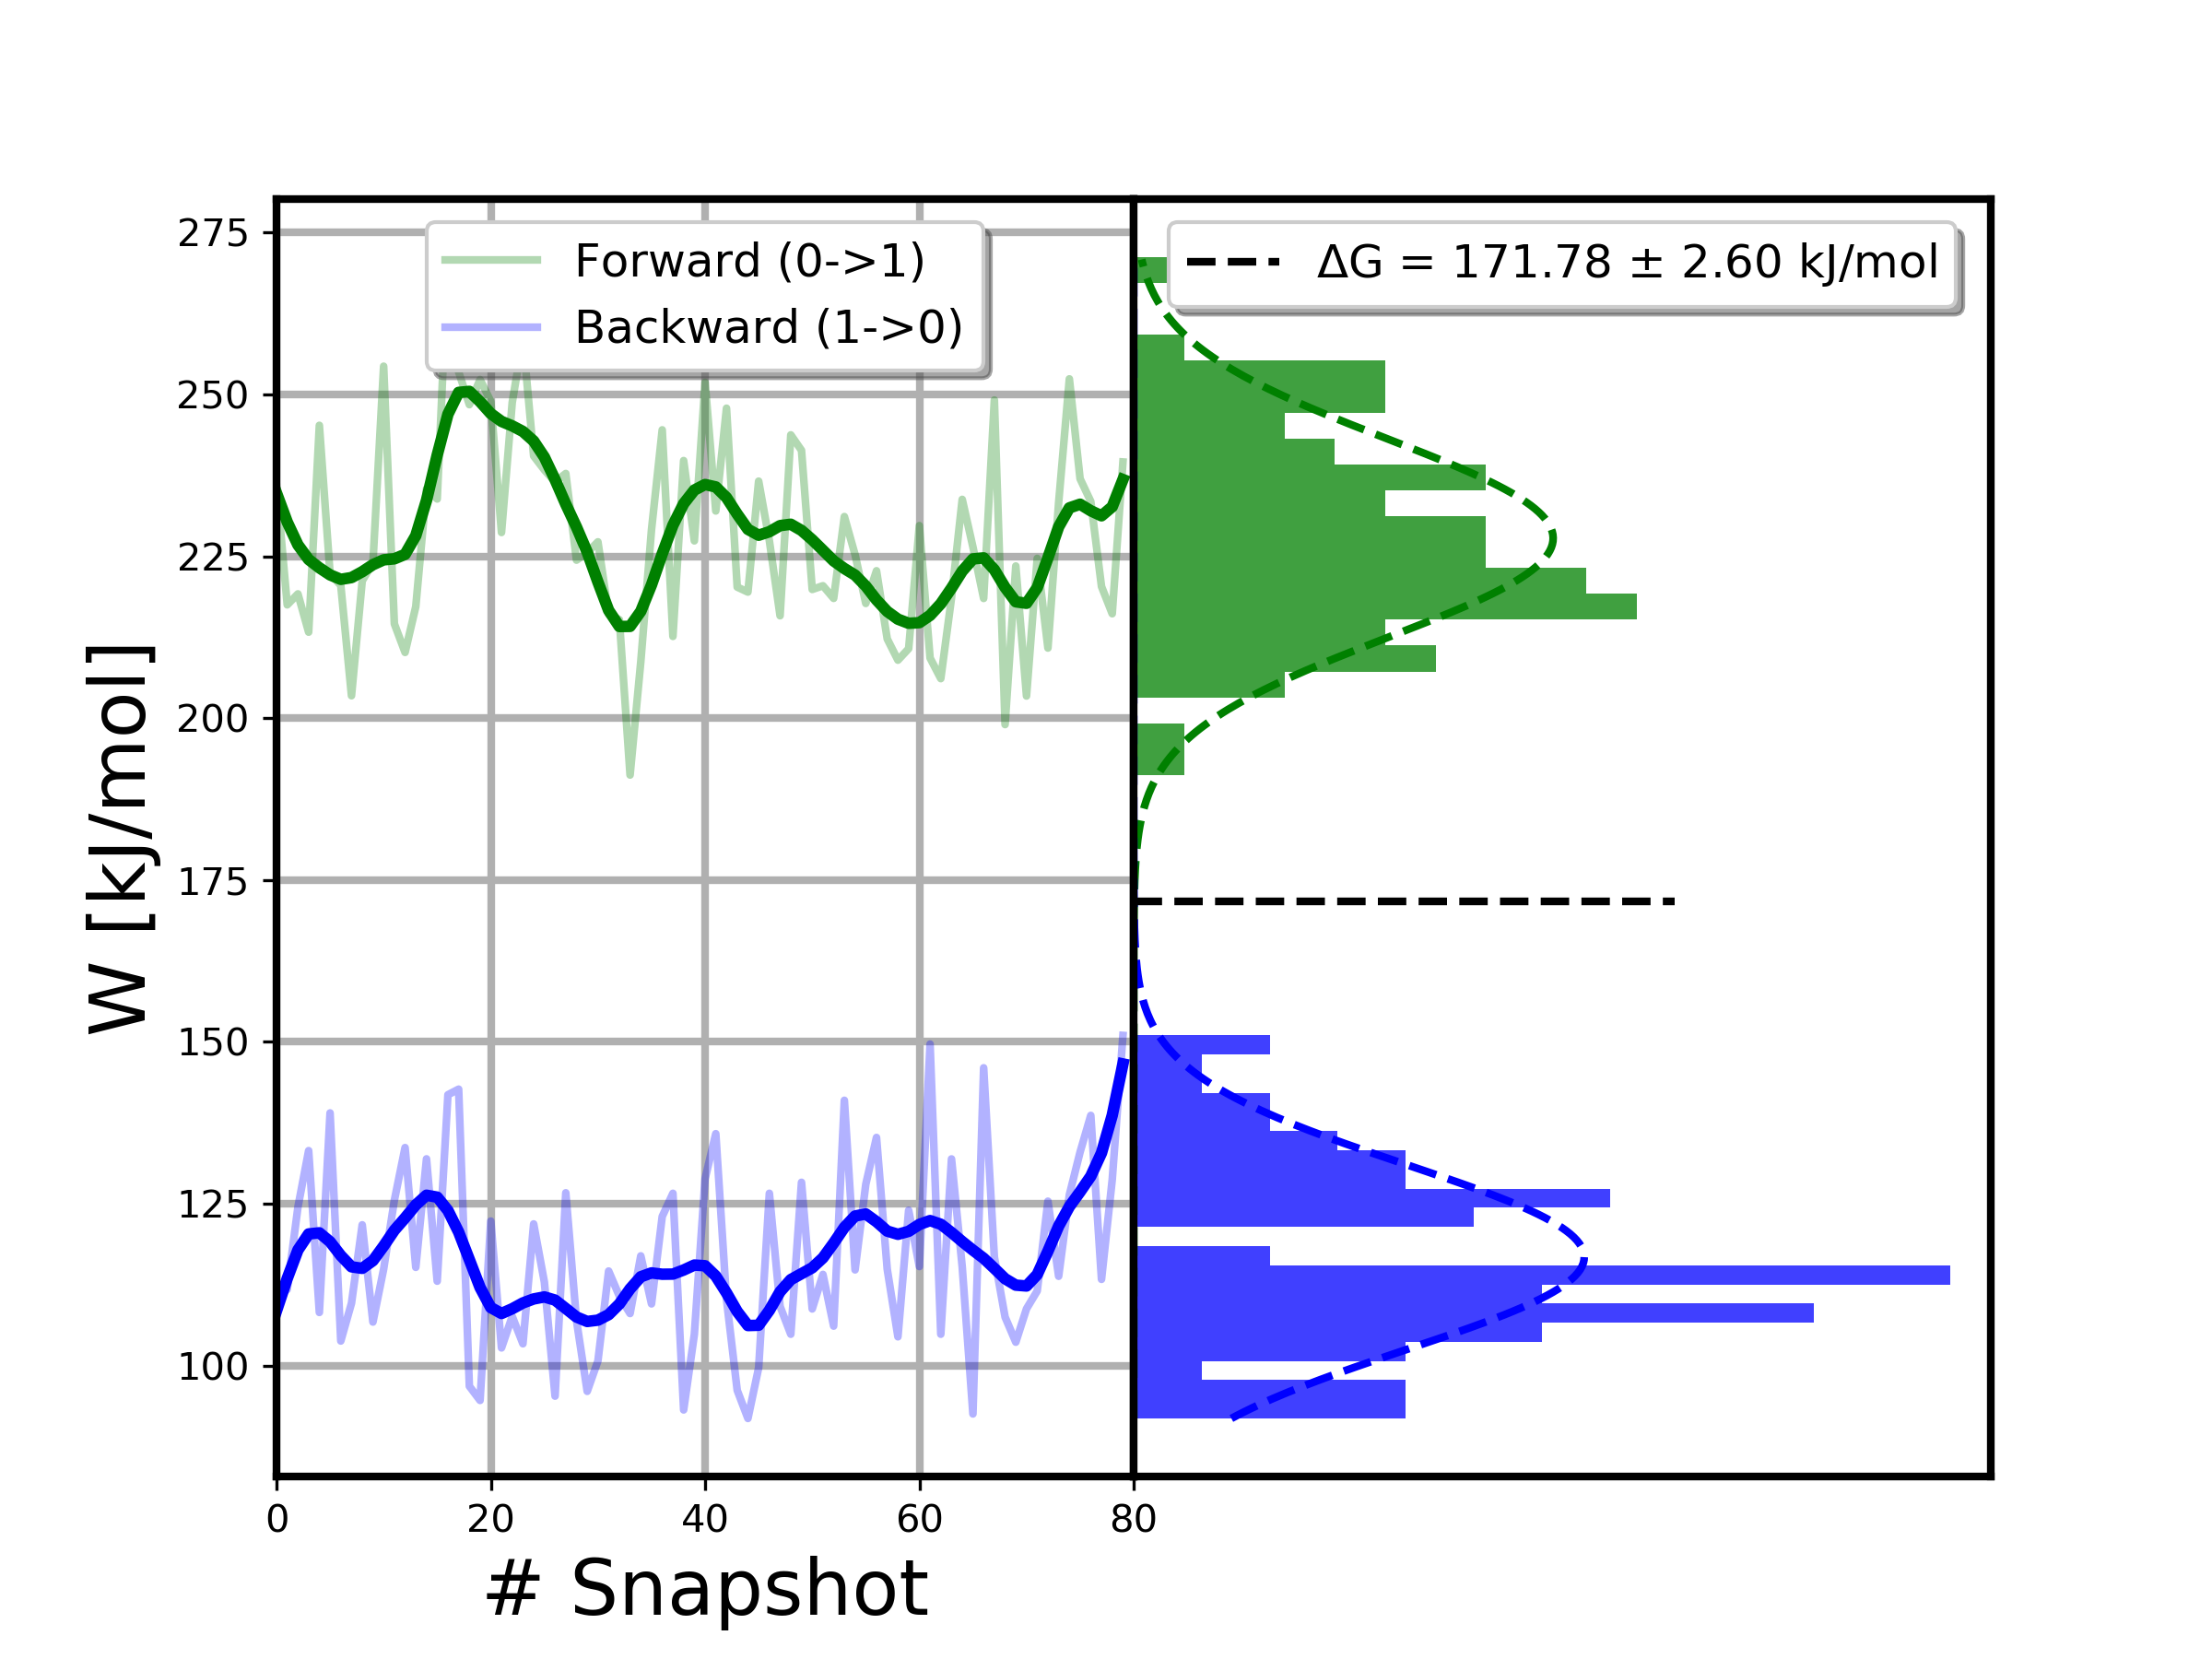 275
250
225
200
175
150
125
100
W [kJ/mol]
Forward (0->1)
Backward (1->0)
ΔG = 171.78 ± 2.60 kJ/mol
0 20 40 60 80
# Snapshot